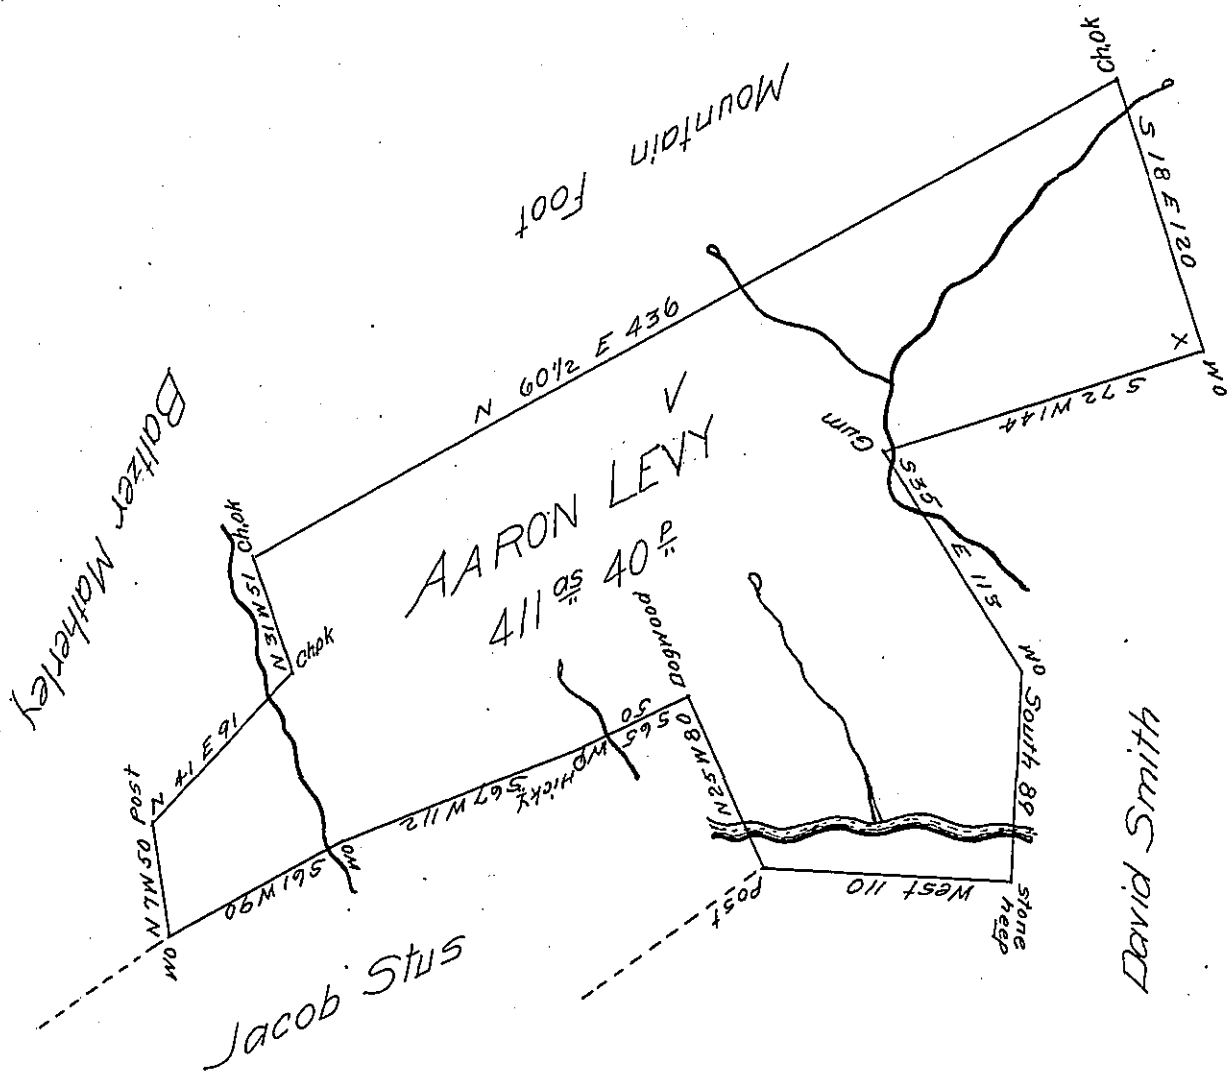 AARON LEVY
411 as 40 p
V
Mountain Foot
Baltzer Matherley
Jacob Stus
David Smith
Ch.ok
S 18 E 120
X
WO
S 72 W 144
Gum
S 35 E 115
WO
South 89
stone heep
West 110
post
N 25 W 80
Dogwood
S 65 W 50
Hicky
S 67 W 112
WO
S 61 W 90
WO
N 7 W 50
Post
N 41 E 91
Chok
N 31 W 51
Ch.ok
N 60 1/2 E 436